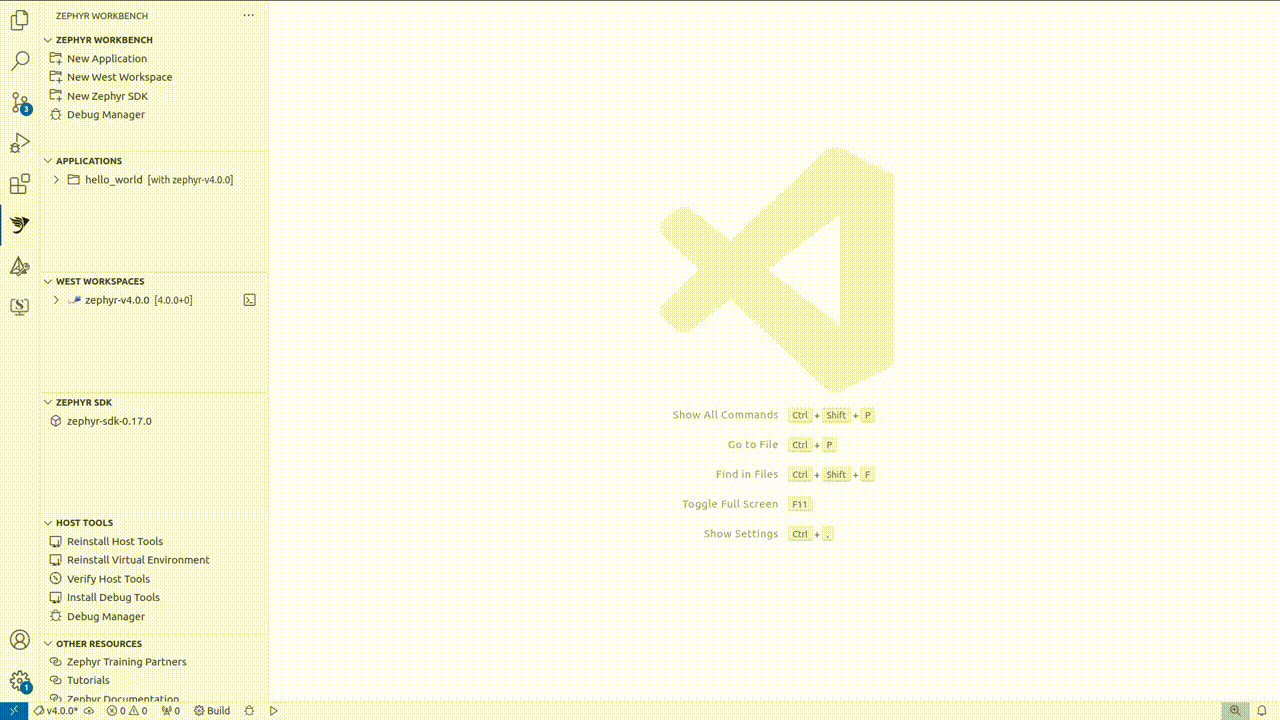 ZEPHYR WORKBENCH
ZEPHYR WORKBENCH
New Application
New West Workspace
New Zephyr SDK
Debug Manager
APPLICATIONS
hello_world [with zephyr-v4.0.0]
WEST WORKSPACES
zephyr-v4.0.0 [4.0.0+0]
ZEPHYR SDK
zephyr-sdk-0.17.0
HOST TOOLS
Reinstall Host Tools
Reinstall Virtual Environment
Verify Host Tools
Install Debug Tools
Debug Manager
OTHER RESOURCES
Zephyr Training Partners
Tutorials
Zephyr Documentation
3
1
Show All Commands Ctrl + Shift + P
Go to File Ctrl + P
Find in Files Ctrl + Shift + F
Toggle Full Screen F11
Show Settings Ctrl + ,
v4.0.0* 0 0 0 Build